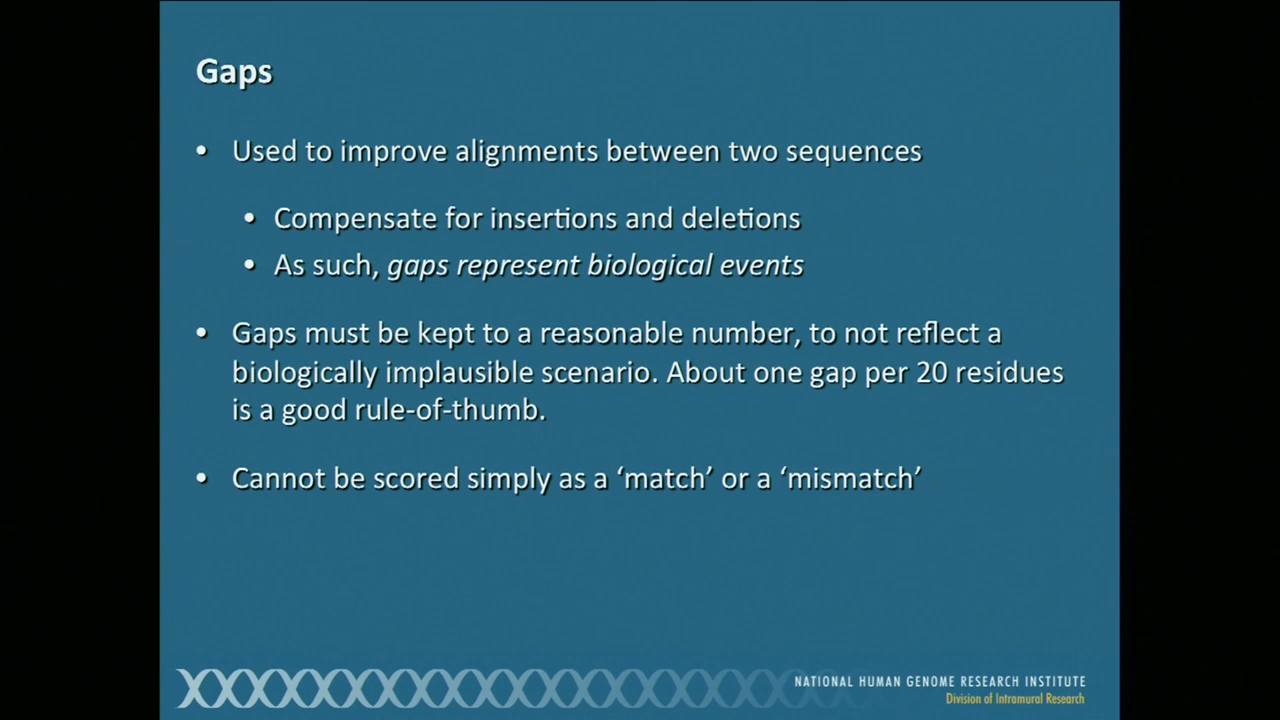 Gaps
• Used to improve alignments between two sequences
• Compensate for insertions and deletions
• As such, gaps represent biological events
• Gaps must be kept to a reasonable number, to not reflect a
biologically implausible scenario. About one gap per 20 residues
is a good rule-of-thumb.
• Cannot be scored simply as a ‘match’ or a ‘mismatch’
NATIONAL HUMAN GENOME RESEARCH INSTITUTE
Division of Intramural Research